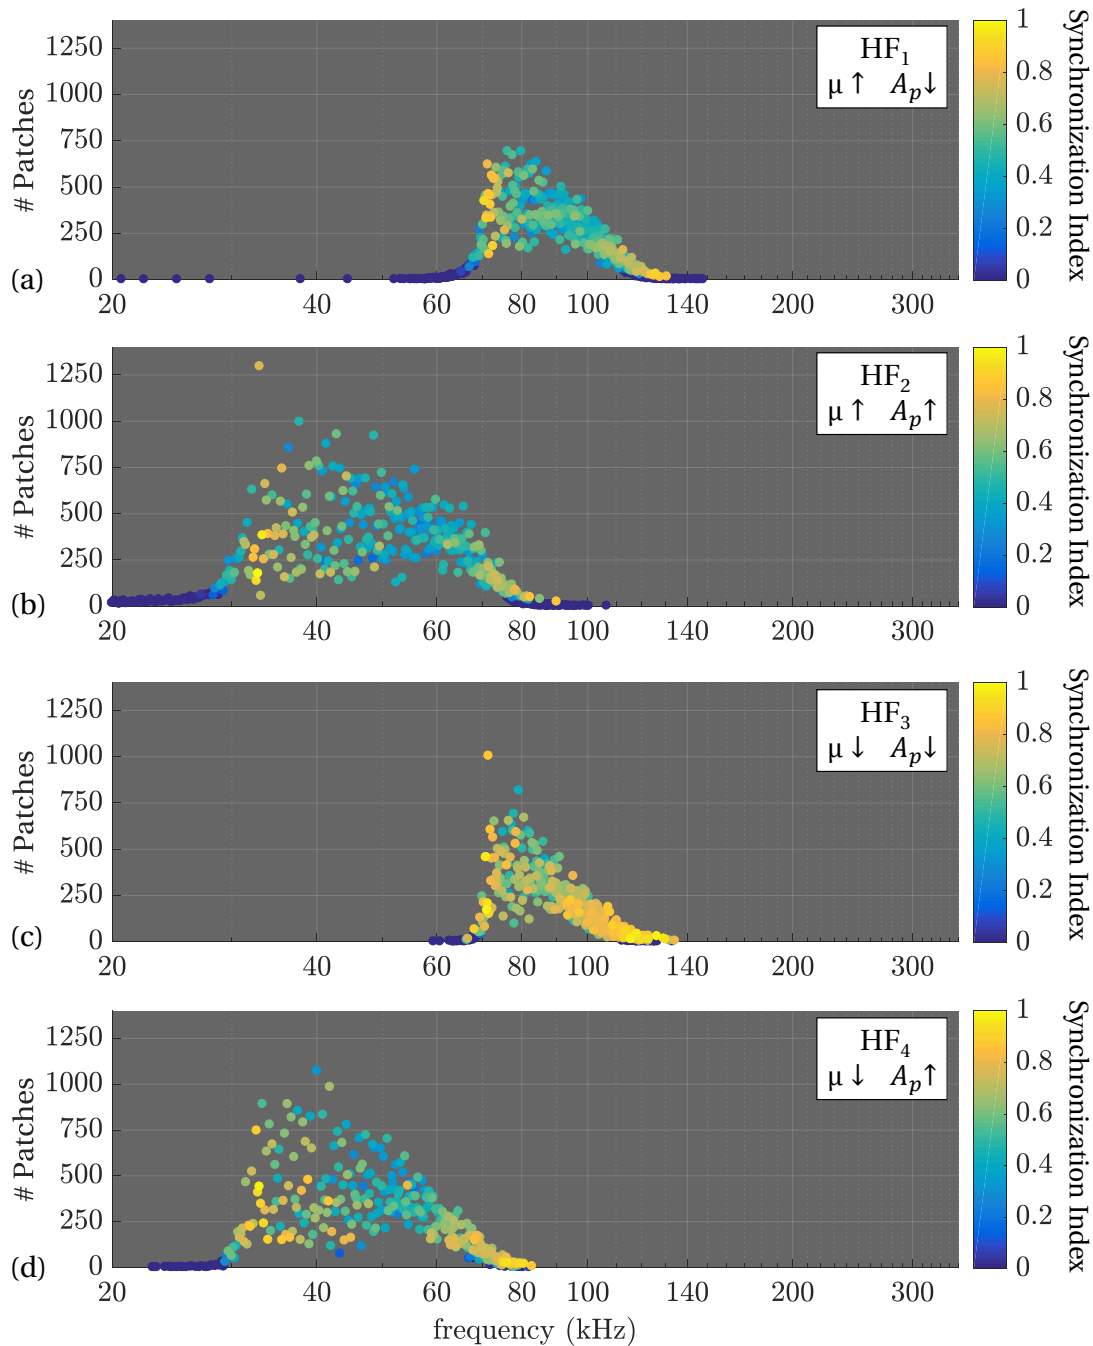 1250
1000
750
500
250
0
# Patches
(a)
20 40 60 80 100 140 200 300
HF₁
μ ↑ Aₚ↓
1
0.8
0.6
0.4
0.2
0
Synchronization Index
1250
1000
750
500
250
0
# Patches
(b)
20 40 60 80 100 140 200 300
HF₂
μ ↑ Aₚ↑
1
0.8
0.6
0.4
0.2
0
Synchronization Index
1250
1000
750
500
250
0
# Patches
(c)
20 40 60 80 100 140 200 300
HF₃
μ ↓ Aₚ↓
1
0.8
0.6
0.4
0.2
0
Synchronization Index
1250
1000
750
500
250
0
# Patches
(d)
20 40 60 80 100 140 200 300
HF₄
μ ↓ Aₚ↑
1
0.8
0.6
0.4
0.2
0
Synchronization Index
frequency (kHz)